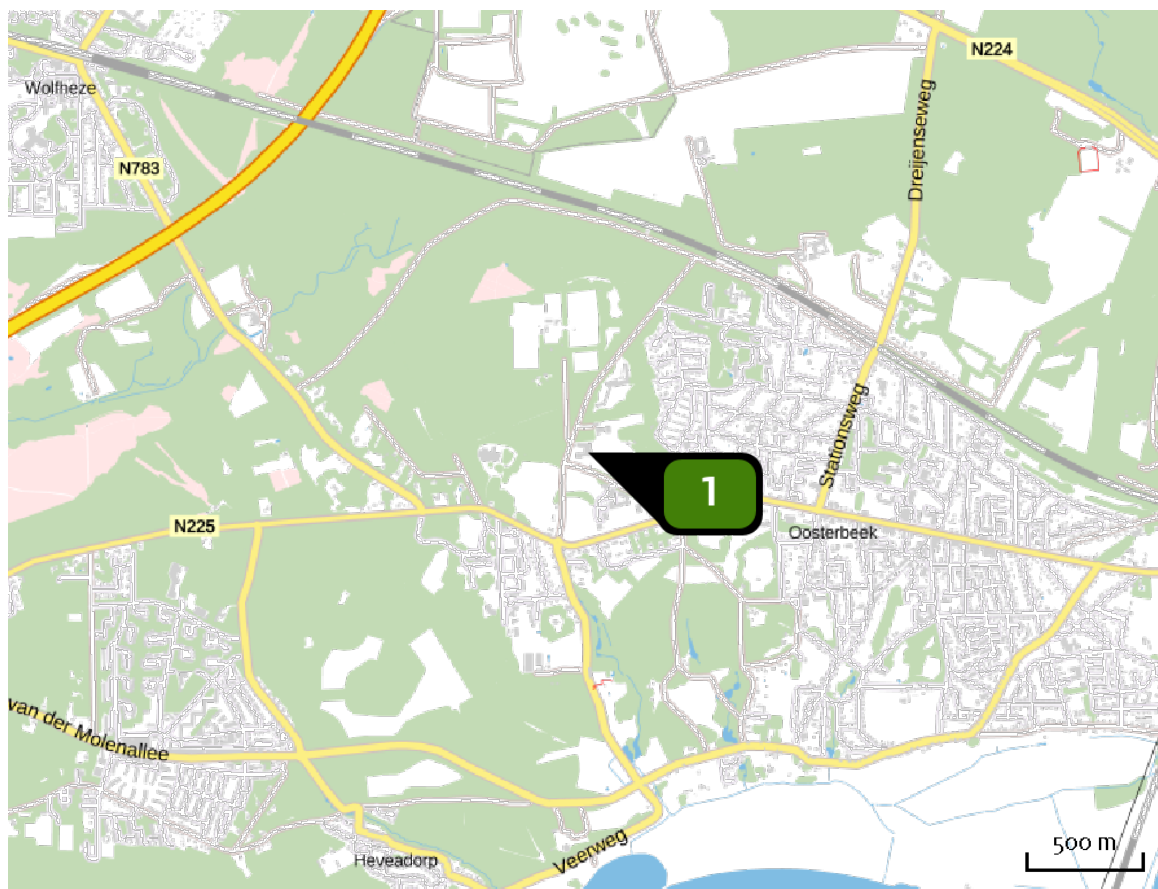 N224
Wolfheze
Dreijenseweg
N783
Stationsweg
1
N225
Oosterbeek
van der Molenallee
500 m
Veerweg
Heveadorp